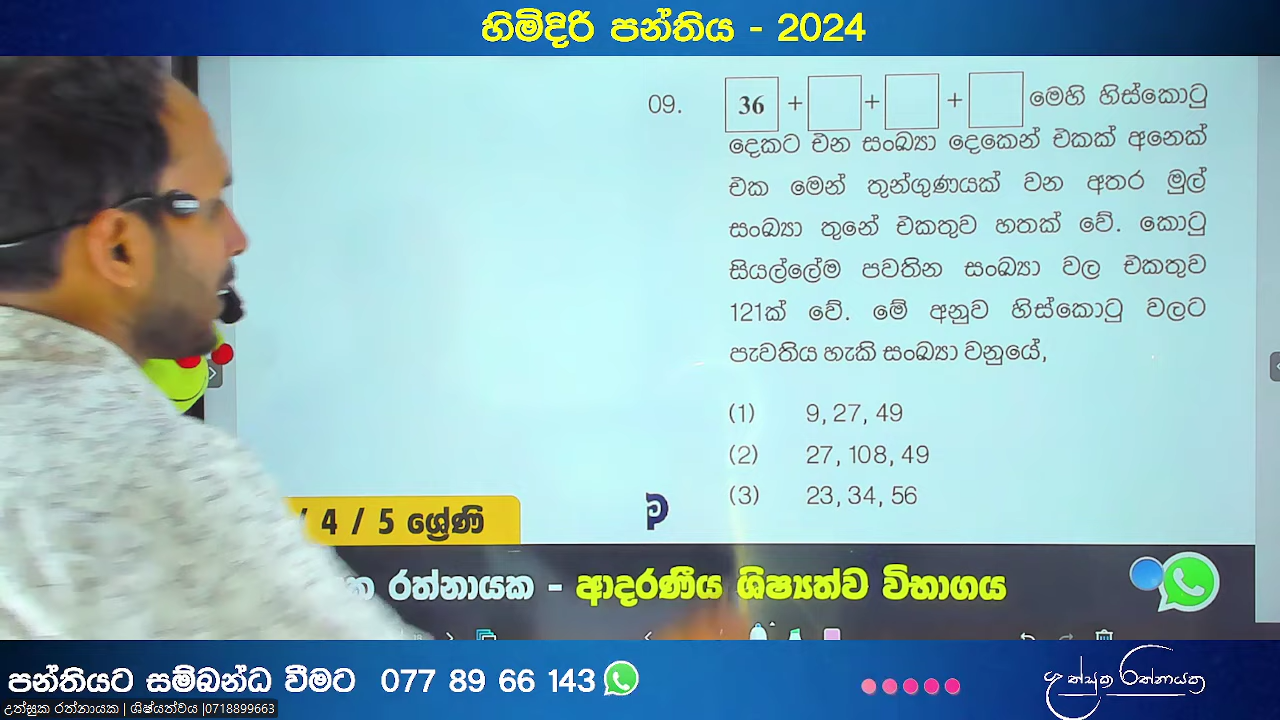 හිමිදිරි පන්තිය - 2024
09. 36 + + + මෙහි හිස්කොටු
දෙකට එන සංඛ්‍යා දෙකෙන් එකක් අනෙක්
එක මෙන් තුන්ගුණයක් වන අතර මුල්
සංඛ්‍යා තුනේ එකතුව හතක් වේ. කොටු
සියල්ලේම පවතින සංඛ්‍යා වල එකතුව
121ක් වේ. මේ අනුව හිස්කොටු වලට
පැවතිය හැකි සංඛ්‍යා වනුයේ,
(1) 9, 27, 49
(2) 27, 108, 49
(3) 23, 34, 56
/ 4 / 5 ශ්‍රේණි
රත්නායක - ආදරණීය ශිෂ්‍යත්ව විභාගය
පන්තියට සම්බන්ධ වීමට 077 89 66 143
උත්සුක රත්නායක
උත්සුක රත්නායක | ශිෂ්යත්වය |0718899663